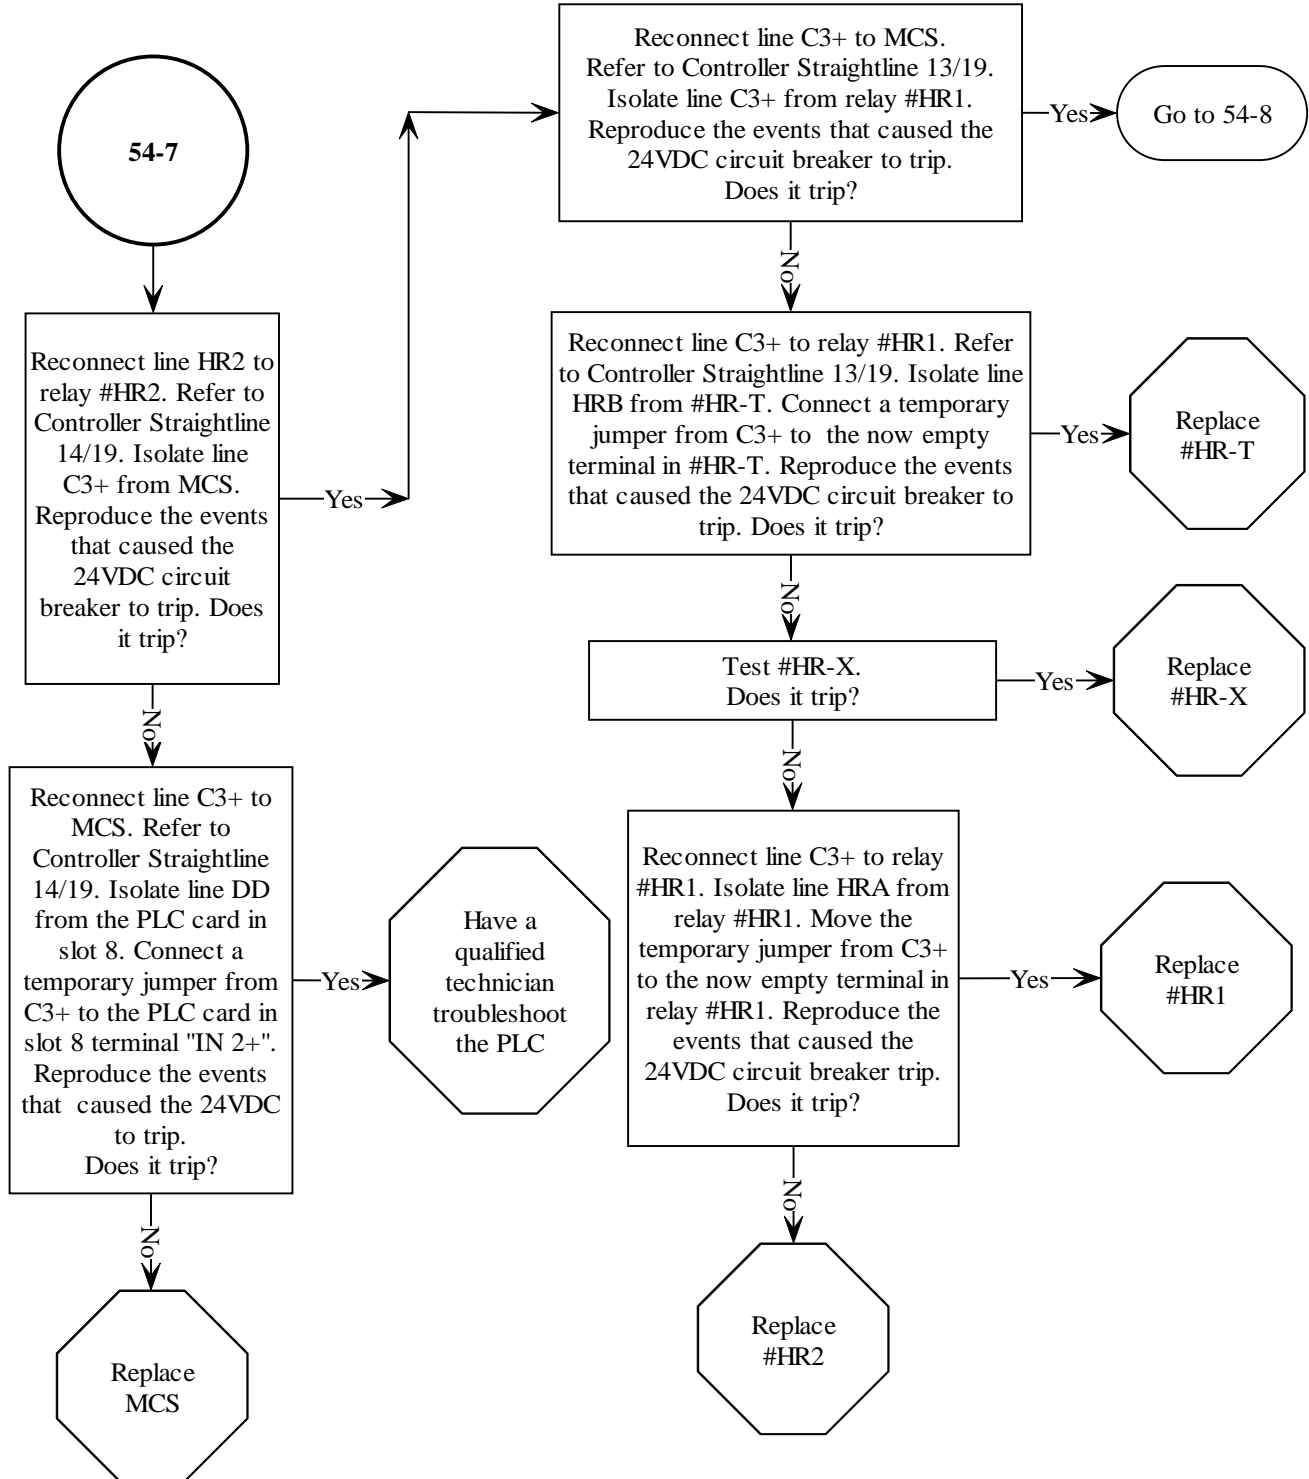 54-7
Reconnect line HR2 to
relay #HR2. Refer to
Controller Straightline
14/19. Isolate line
C3+ from MCS.
Reproduce the events
that caused the
24VDC circuit
breaker to trip. Does
it trip?
Yes
No
Reconnect line C3+ to
MCS. Refer to
Controller Straightline
14/19. Isolate line DD
from the PLC card in
slot 8. Connect a
temporary jumper from
C3+ to the PLC card in
slot 8 terminal "IN 2+".
Reproduce the events
that caused the 24VDC
to trip.
Does it trip?
Yes
Have a
qualified
technician
troubleshoot
the PLC
No
Replace
MCS
Reconnect line C3+ to MCS.
Refer to Controller Straightline 13/19.
Isolate line C3+ from relay #HR1.
Reproduce the events that caused the
24VDC circuit breaker to trip.
Does it trip?
Yes
Go to 54-8
No
Reconnect line C3+ to relay #HR1. Refer
to Controller Straightline 13/19. Isolate line
HRB from #HR-T. Connect a temporary
jumper from C3+ to the now empty
terminal in #HR-T. Reproduce the events
that caused the 24VDC circuit breaker to
trip. Does it trip?
Yes
Replace
#HR-T
No
Test #HR-X.
Does it trip?
Yes
Replace
#HR-X
No
Reconnect line C3+ to relay
#HR1. Isolate line HRA from
relay #HR1. Move the
temporary jumper from C3+
to the now empty terminal in
relay #HR1. Reproduce the
events that caused the
24VDC circuit breaker trip.
Does it trip?
Yes
Replace
#HR1
No
Replace
#HR2